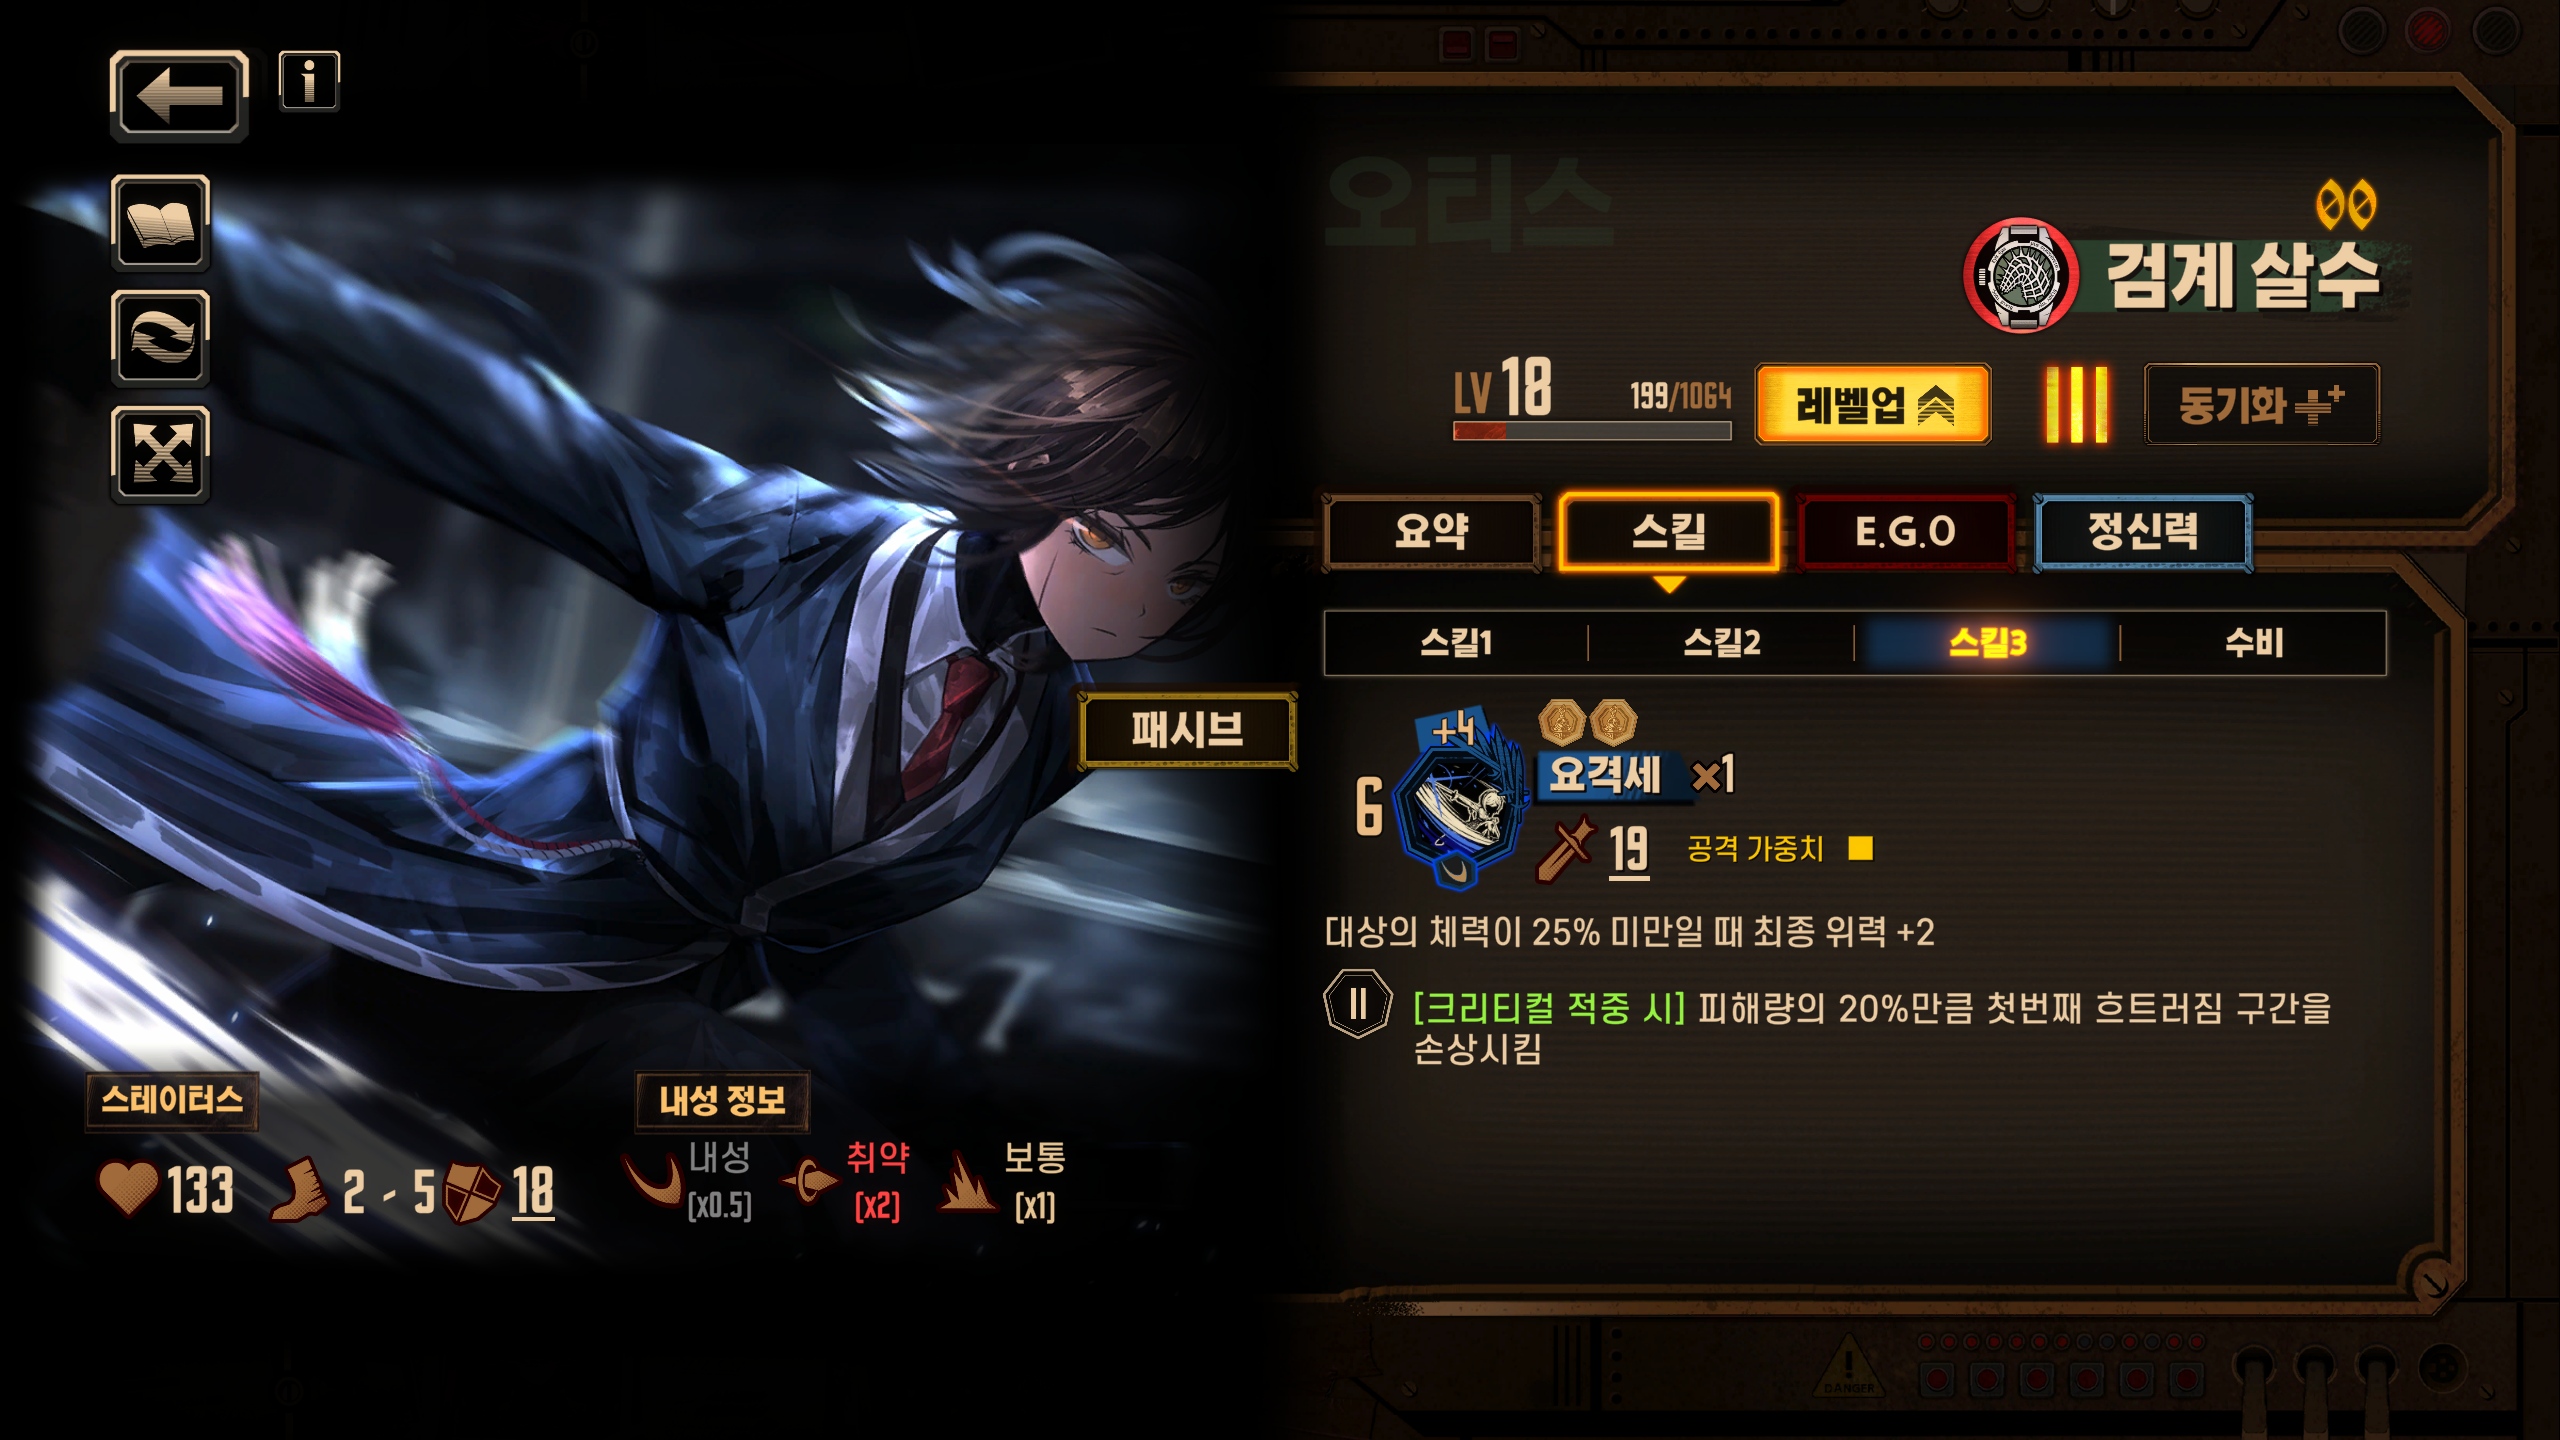 오티스
검계 살수
LV 18
199/1064
레벨업
동기화
요약
스킬
E.G.O
정신력
스킬1
스킬2
스킬3
수비
패시브
+4
6
요격세 ×1
19
공격 가중치
대상의 체력이 25% 미만일 때 최종 위력 +2
II [크리티컬 적중 시] 피해량의 20%만큼 첫번째 흐트러짐 구간을
손상시킴
스테이터스
133
2 - 5
18
내성 정보
내성
[x0.5]
취약
[x2]
보통
[x1]
DANGER